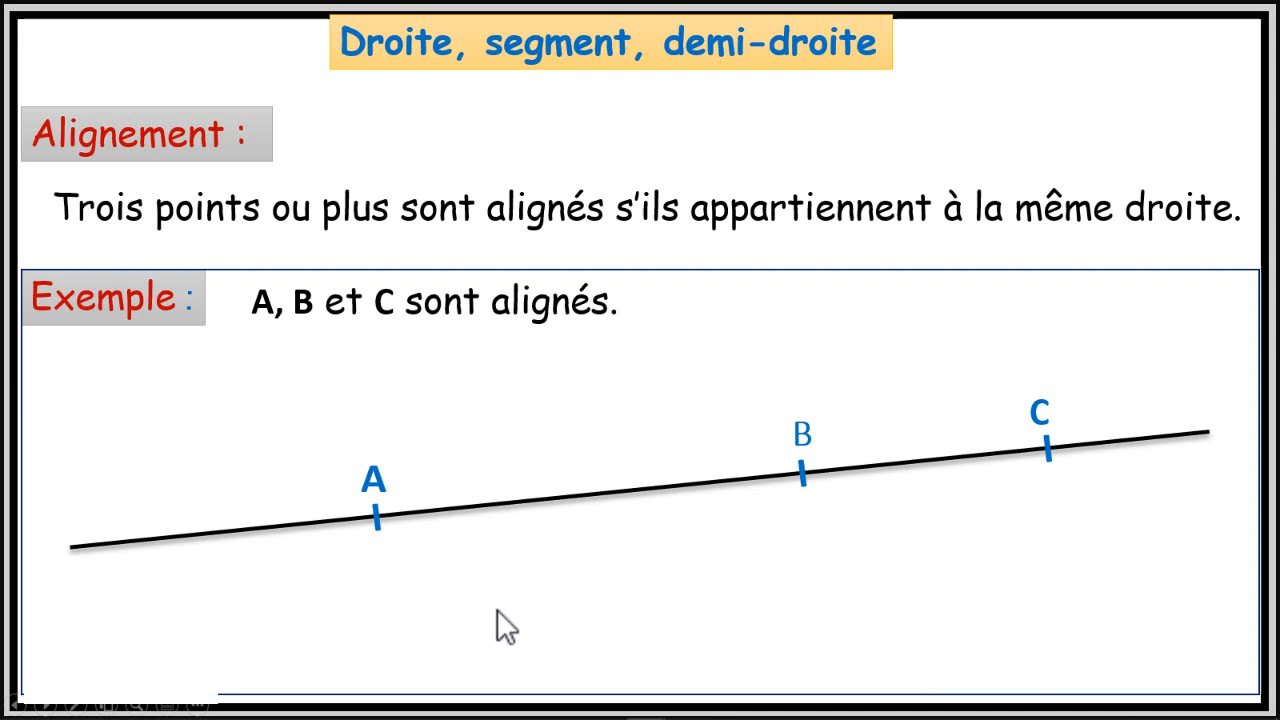 Droite, segment, demi-droite
Alignement :
Trois points ou plus sont alignés s’ils appartiennent à la même droite.
Exemple :
A, B et C sont alignés.
C
B
A